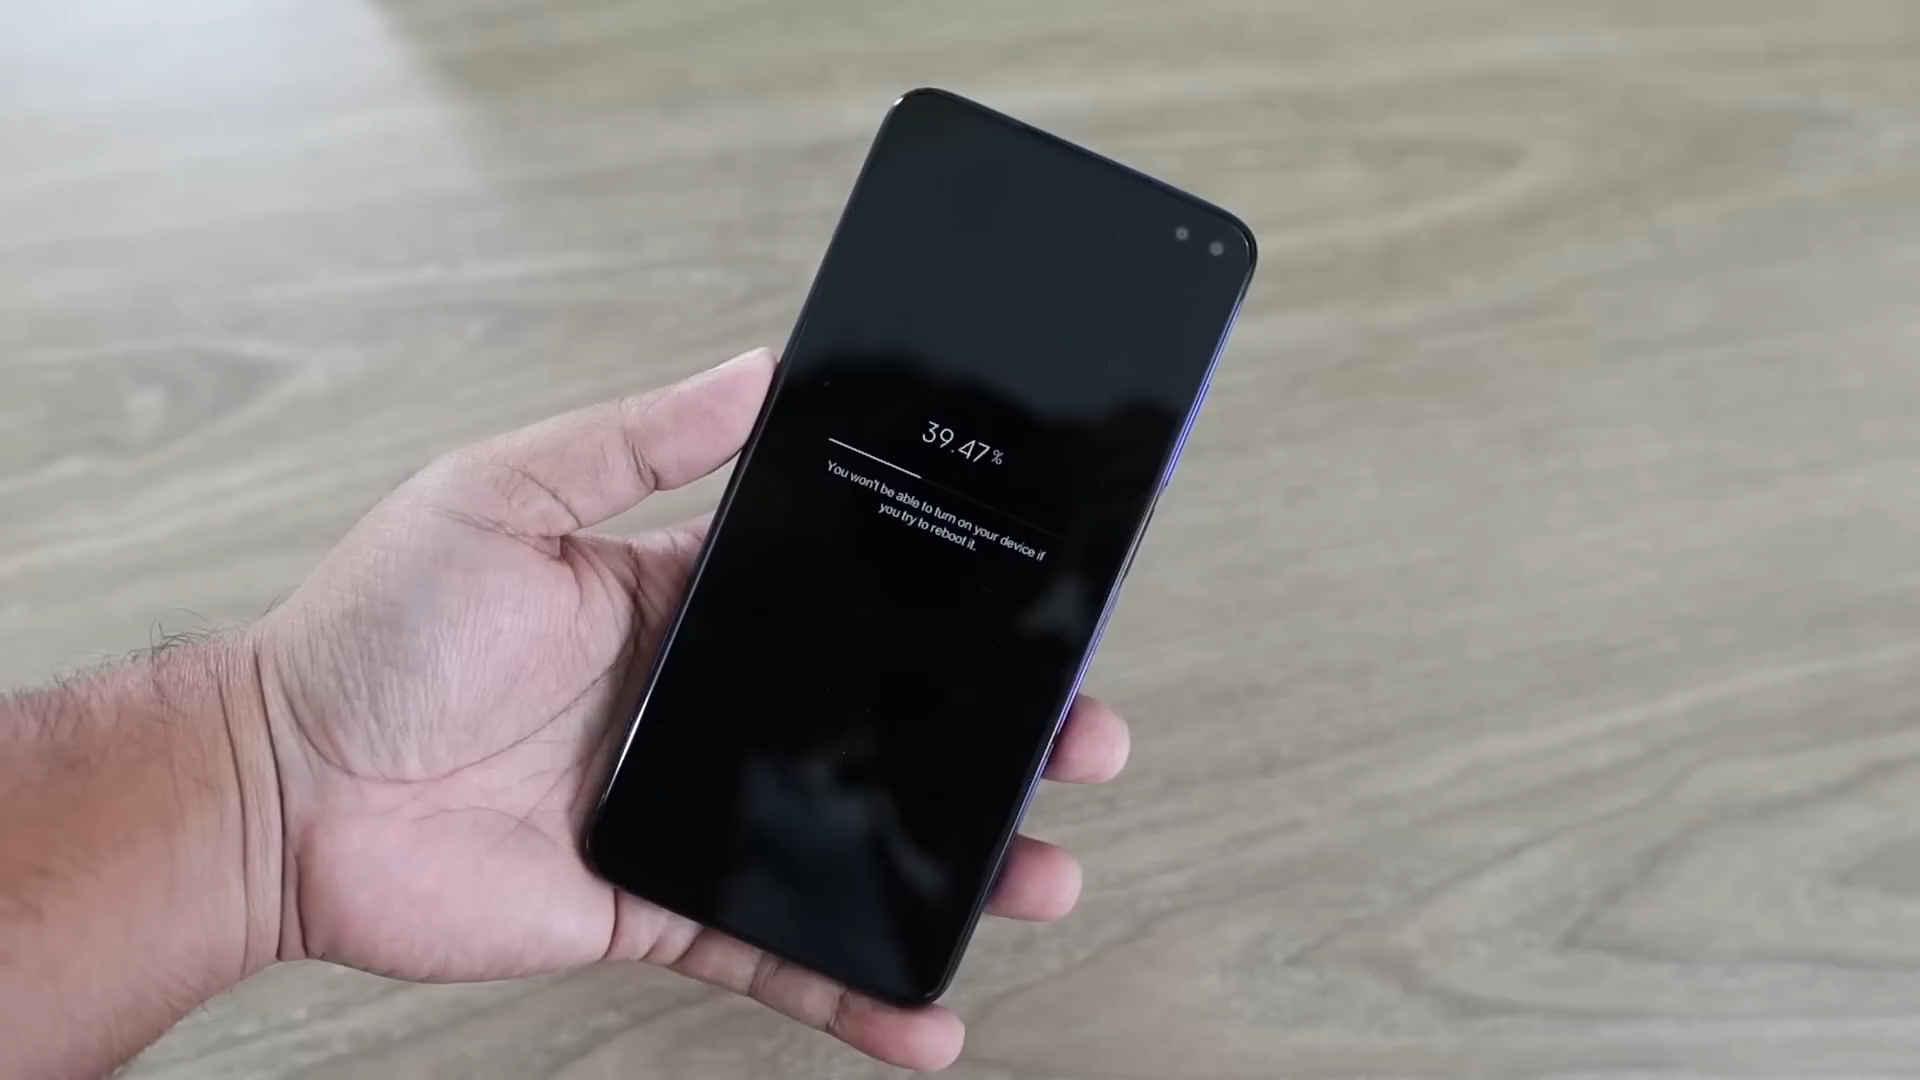 39.47%
You won't be able to turn on your device if
you try to reboot it.